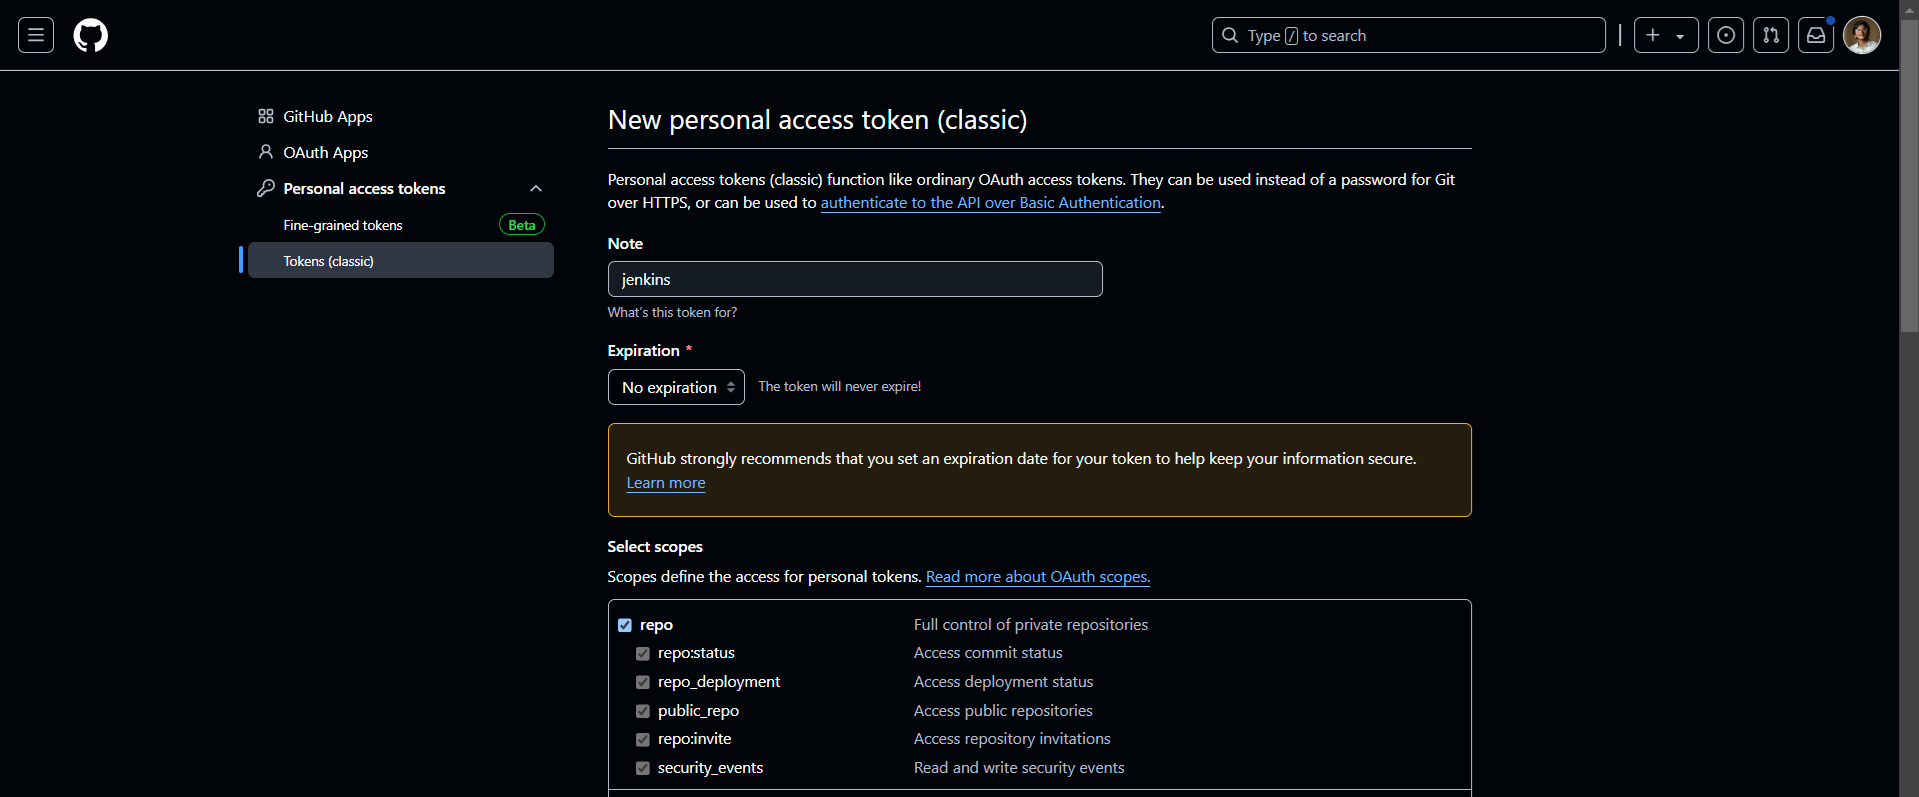 Type / to search
GitHub Apps
OAuth Apps
Personal access tokens
Fine-grained tokens Beta
Tokens (classic)
New personal access token (classic)
Personal access tokens (classic) function like ordinary OAuth access tokens. They can be used instead of a password for Git
over HTTPS, or can be used to authenticate to the API over Basic Authentication.
Note
jenkins
What's this token for?
Expiration *
No expiration The token will never expire!
GitHub strongly recommends that you set an expiration date for your token to help keep your information secure.
Learn more
Select scopes
Scopes define the access for personal tokens. Read more about OAuth scopes.
repo Full control of private repositories
repo:status Access commit status
repo_deployment Access deployment status
public_repo Access public repositories
repo:invite Access repository invitations
security_events Read and write security events